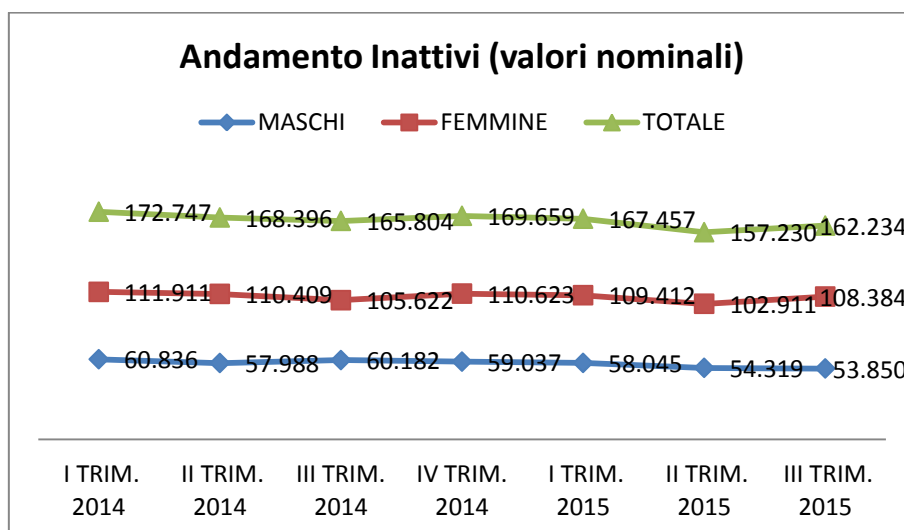 Andamento Inattivi (valori nominali)
MASCHI FEMMINE TOTALE
172.747 168.396 165.804 169.659 167.457 157.230 162.234
111.911 110.409 105.622 110.623 109.412 102.911 108.384
60.836 57.988 60.182 59.037 58.045 54.319 53.850
I TRIM. II TRIM. III TRIM. IV TRIM. I TRIM. II TRIM. III TRIM.
2014 2014 2014 2014 2015 2015 2015